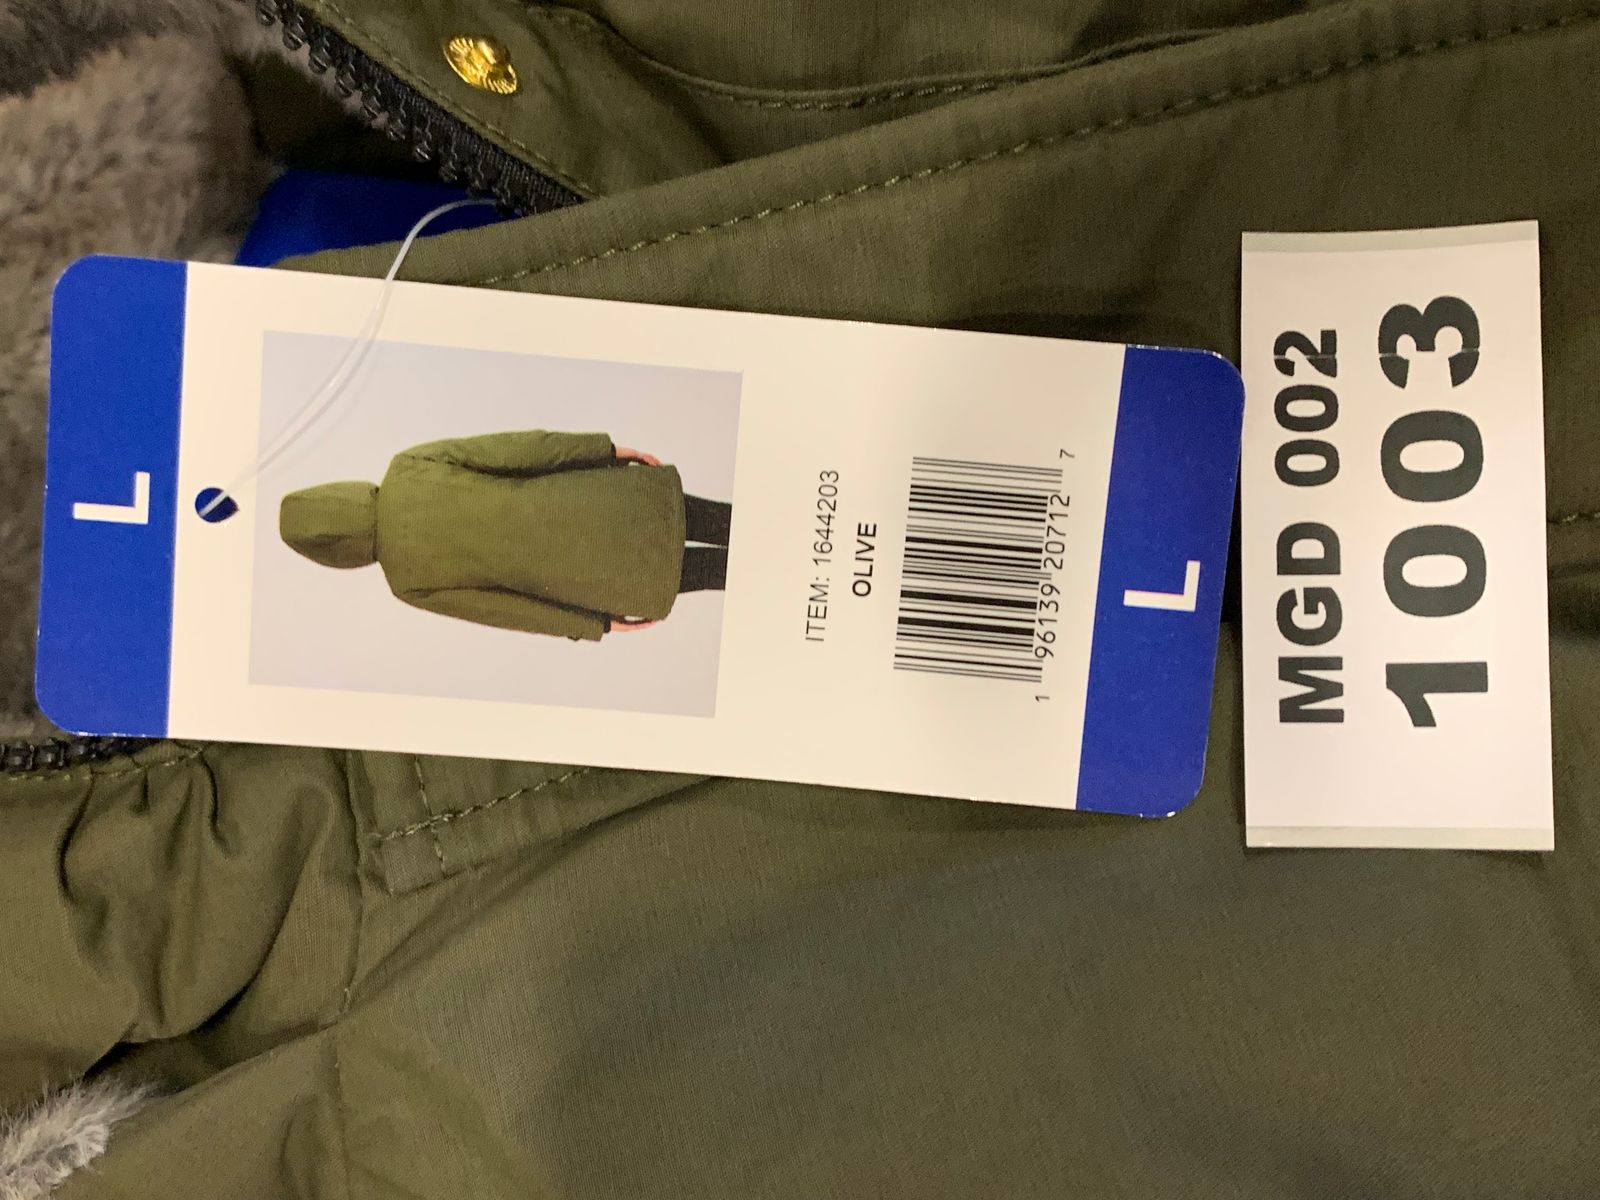 L
ITEM: 1644203
OLIVE
1 96139 20712 7
L
MGD 002
1003